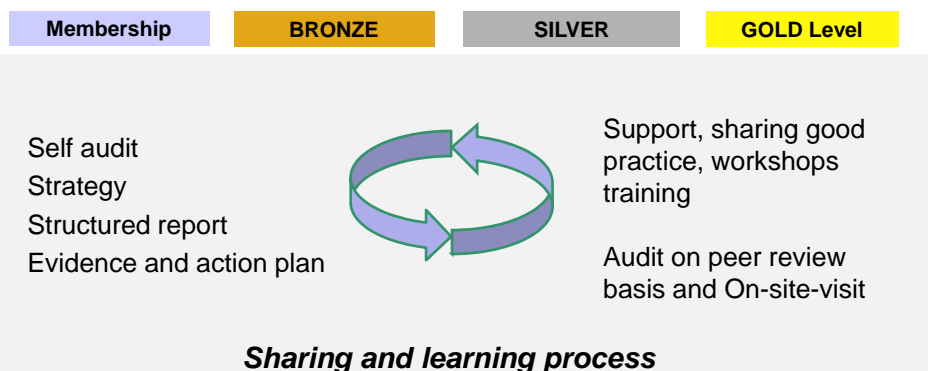 Membership
BRONZE
SILVER
GOLD Level
Self audit
Strategy
Structured report
Evidence and action plan
Support, sharing good
practice, workshops
training
Audit on peer review
basis and On-site-visit
Sharing and learning process